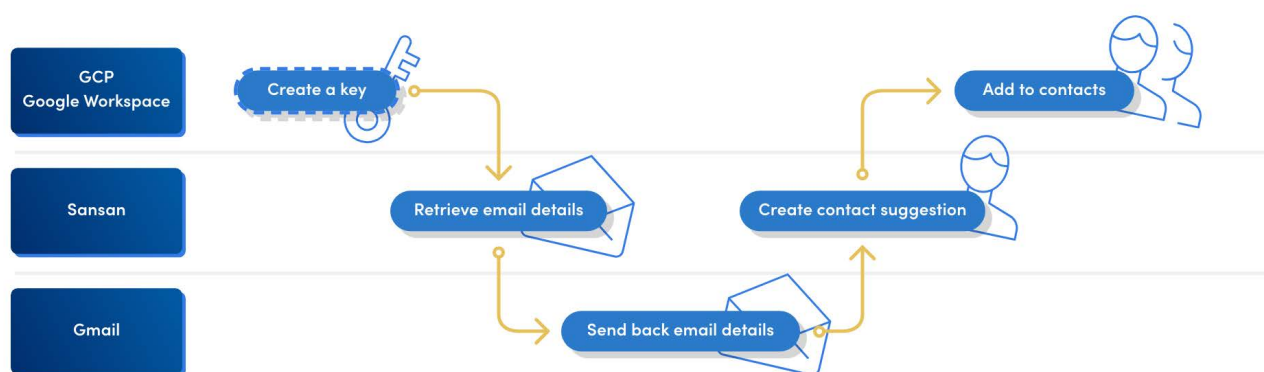 GCP
Google Workspace
Create a key
Add to contacts
Sansan
Retrieve email details
Create contact suggestion
Gmail
Send back email details